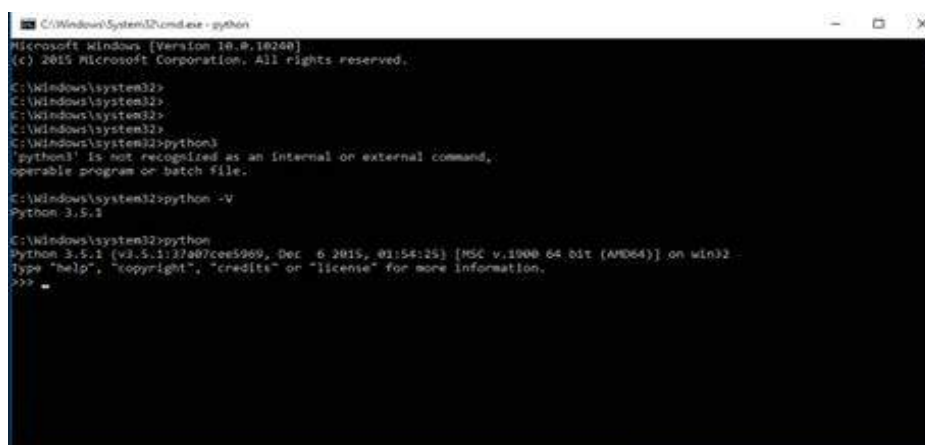 C:\Windows\System32\cmd.exe - python
Microsoft Windows [Version 10.0.10240]
(c) 2015 Microsoft Corporation. All rights reserved.
C:\Windows\system32>
C:\Windows\system32>
C:\Windows\system32>
C:\Windows\system32>
C:\Windows\system32>python3
'python3' is not recognized as an internal or external command,
operable program or batch file.
C:\Windows\system32>python -V
Python 3.5.1
C:\Windows\system32>python
Python 3.5.1 (v3.5.1:37a07cee5969, Dec  6 2015, 01:54:25) [MSC v.1900 64 bit (AMD64)] on win32
Type "help", "copyright", "credits" or "license" for more information.
>>> _